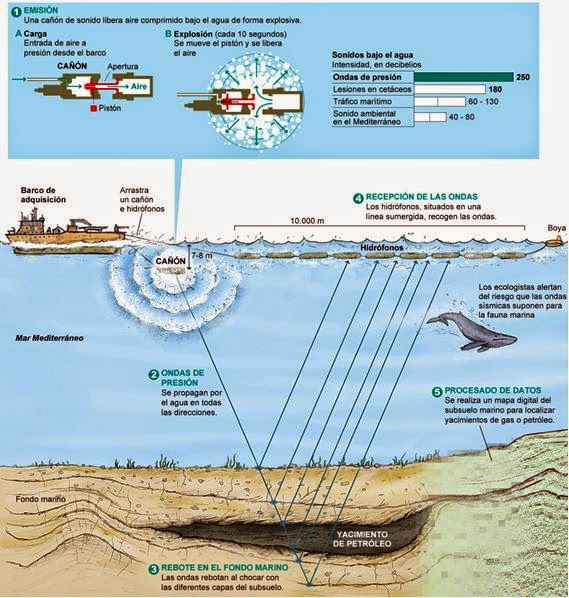 1 EMISIÓN
Una cañón de sonido libera aire comprimido bajo el agua de forma explosiva.
A Carga
Entrada de aire a
presión desde el barco
CAÑÓN
Apertura
Aire
Pistón
B Explosión (cada 10 segundos)
Se mueve el pistón y se libera
el aire
Sonidos bajo el agua
Intensidad, en decibelios
Ondas de presión 250
Lesiones en cetáceos 180
Tráfico marítimo 60 - 130
Sonido ambiental
en el Mediterráneo 40 - 80
Barco de
adquisición
Arrastra
un cañón
e hidrófonos
4 RECEPCIÓN DE LAS ONDAS
Los hidrófonos, situados en una
línea sumergida, recogen las ondas.
10.000 m
Boya
Hidrófonos
CAÑÓN
7-8 m
Los ecologistas alertan
del riesgo que las ondas
sísmicas suponen para
la fauna marina
Mar Mediterráneo
2 ONDAS DE
PRESIÓN
Se propagan por
el agua en todas
las direcciones.
5 PROCESADO DE DATOS
Se realiza un mapa digital del
subsuelo marino para localizar
yacimientos de gas o petróleo.
Fondo marino
YACIMIENTO
DE PETRÓLEO
3 REBOTE EN EL FONDO MARINO
Las ondas rebotan al chocar con
las diferentes capas del subsuelo.